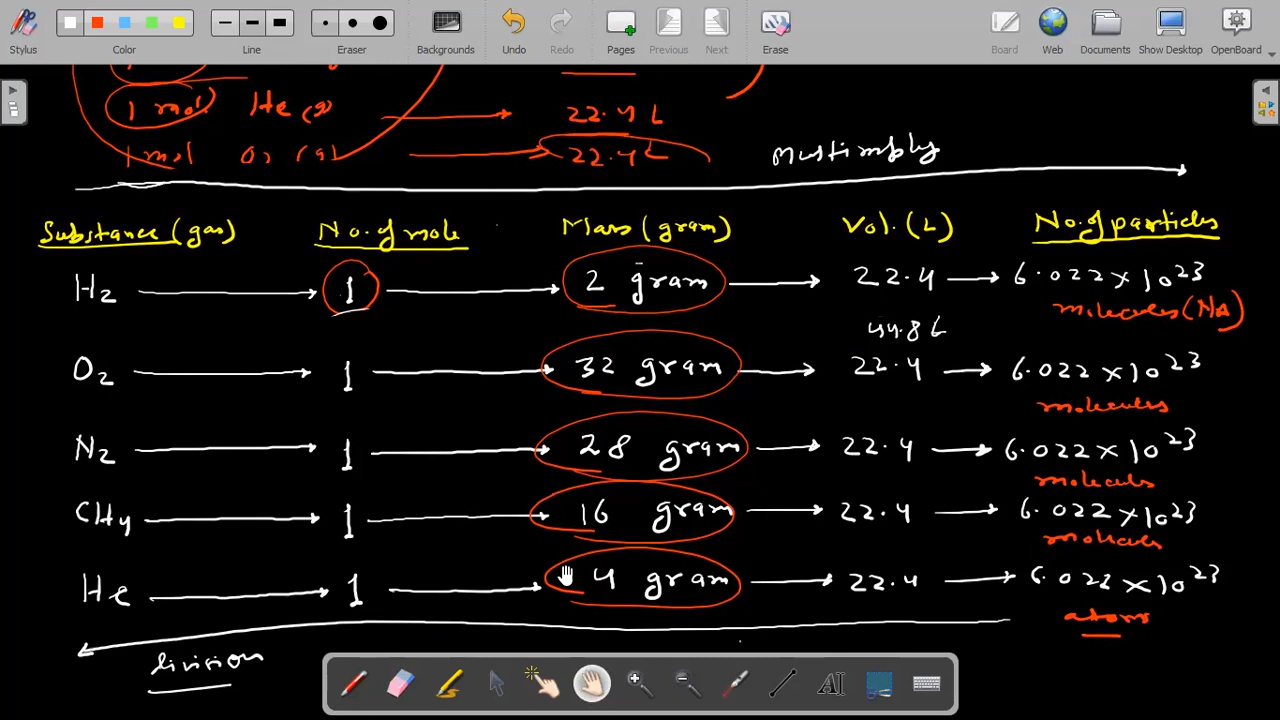 Stylus Color Line Eraser Backgrounds Undo Redo Pages Previous Next Erase Board Web Documents Show Desktop OpenBoard
1 mol He (g) 22.4 L
1 mol O2 (g) 22.4 L
Multimply
Substance (gas) No. of mole Mass (gram) Vol. (L) No. of particles
H2 1 2 gram 22.4 6.022 × 10 23
molecules (NA)
44.8 L
O2 1 32 gram 22.4 6.022 × 10 23
molecules
N2 1 28 gram 22.4 6.022 × 10 23
molecules
CH4 1 16 gram 22.4 6.022 × 10 23
molecules
He 1 4 gram 22.4 6.022 × 10 23
atoms
division
AI